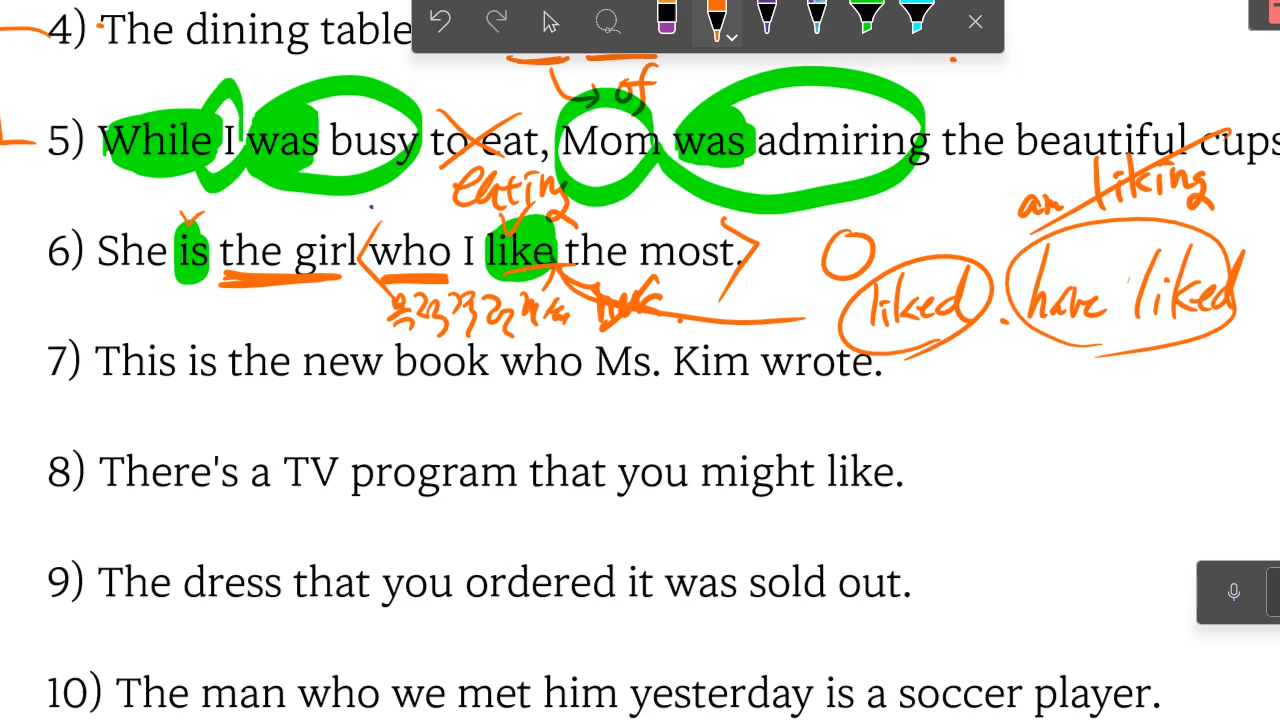 4) The dining table
of
5) While I was busy to eat, Mom was admiring the beautiful cups
eating
an liking
6) She is the girl who I like the most.
liked. have liked
7) This is the new book who Ms. Kim wrote.
8) There's a TV program that you might like.
9) The dress that you ordered it was sold out.
10) The man who we met him yesterday is a soccer player.